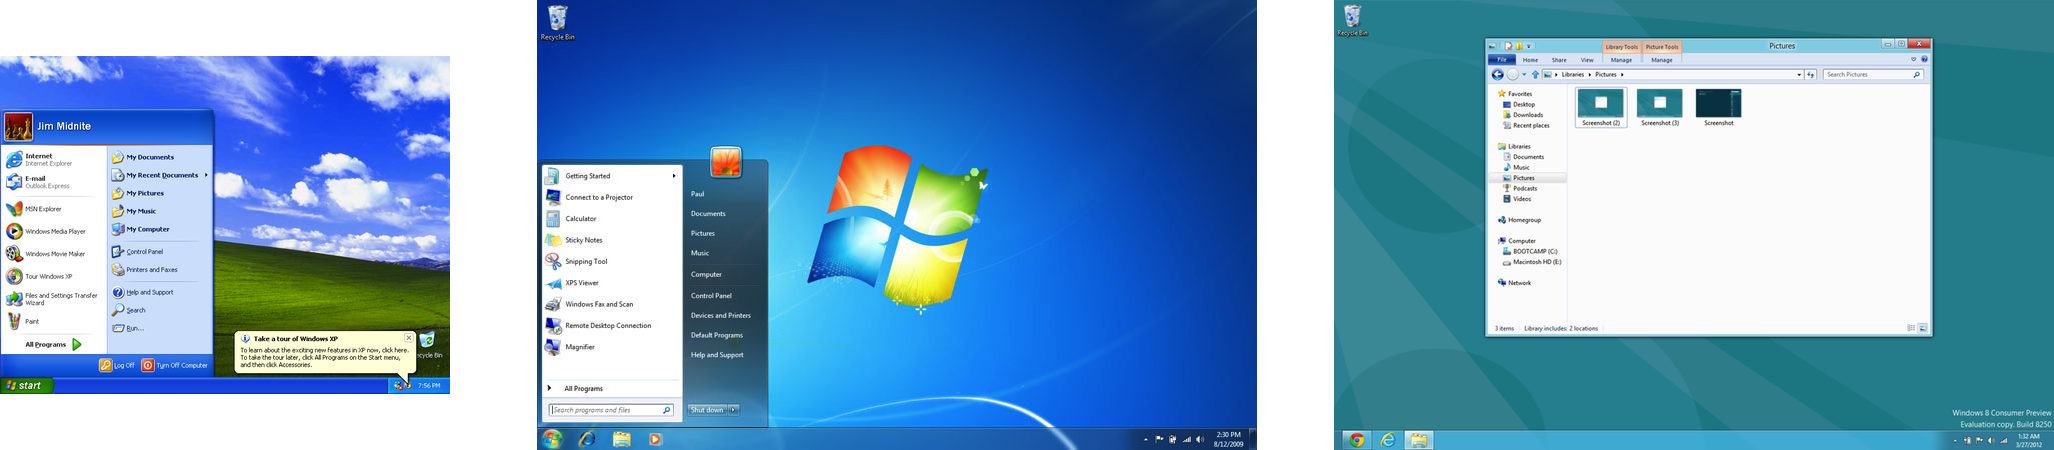 Jim Midnite
Internet
Internet Explorer
E-mail
Outlook Express
MSN Explorer
Windows Media Player
Windows Movie Maker
Tour Windows XP
Files and Settings Transfer
Wizard
Paint
All Programs
My Documents
My Recent Documents
My Pictures
My Music
My Computer
Control Panel
Printers and Faxes
Help and Support
Search
Run...
Log Off
Turn Off Computer
Take a tour of Windows XP
To learn about the exciting new features in XP now, click here.
To take the tour later, click All Programs on the Start menu,
and then click Accessories.
Bin
start
7:56 PM
Recycle Bin
Getting Started
Connect to a Projector
Calculator
Sticky Notes
Snipping Tool
XPS Viewer
Windows Fax and Scan
Remote Desktop Connection
Magnifier
All Programs
Search programs and files
Paul
Documents
Pictures
Music
Computer
Control Panel
Devices and Printers
Default Programs
Help and Support
Shut down
2:30 PM
8/12/2009
Recycle Bin
Library Tools
Picture Tools
Pictures
File
Home
Share
View
Manage
Manage
Libraries
Pictures
Search Pictures
Favorites
Desktop
Downloads
Recent places
Libraries
Documents
Music
Pictures
Podcasts
Videos
Homegroup
Computer
BOOTCAMP (C:)
Macintosh HD (E:)
Network
Screenshot (2)
Screenshot (3)
Screenshot
3 items
Library includes: 2 locations
Windows 8 Consumer Preview
Evaluation copy. Build 8250
1:32 AM
3/27/2012